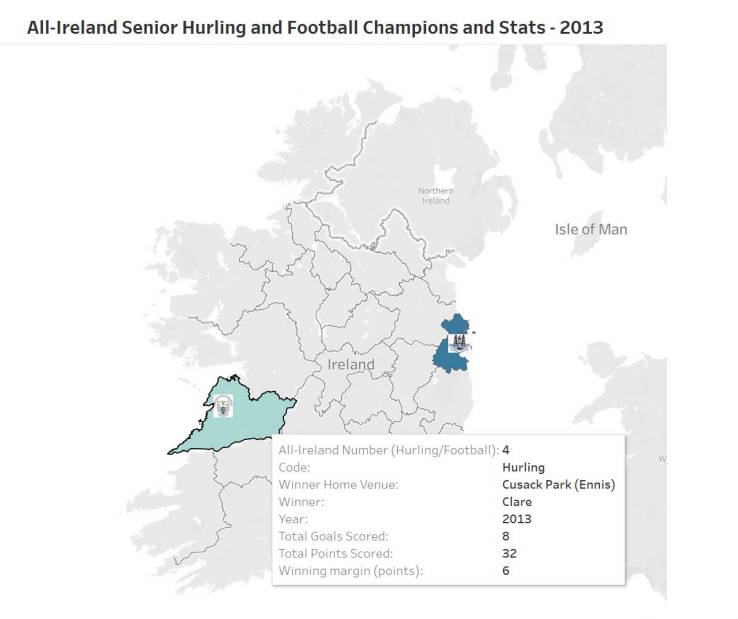 All-Ireland Senior Hurling and Football Champions and Stats - 2013
Northern
Ireland
Isle of Man
Ireland
W
All-Ireland Number (Hurling/Football): 4
Code: Hurling
Winner Home Venue: Cusack Park (Ennis)
Winner: Clare
Year: 2013
Total Goals Scored: 8
Total Points Scored: 32
Winning margin (points): 6